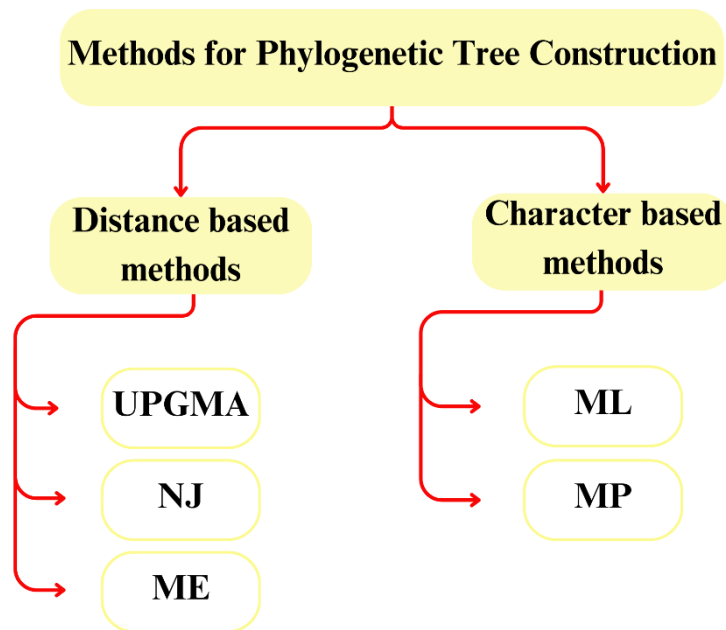 Methods for Phylogenetic Tree Construction
Distance based
methods
UPGMA
NJ
ME
Character based
methods
ML
MP